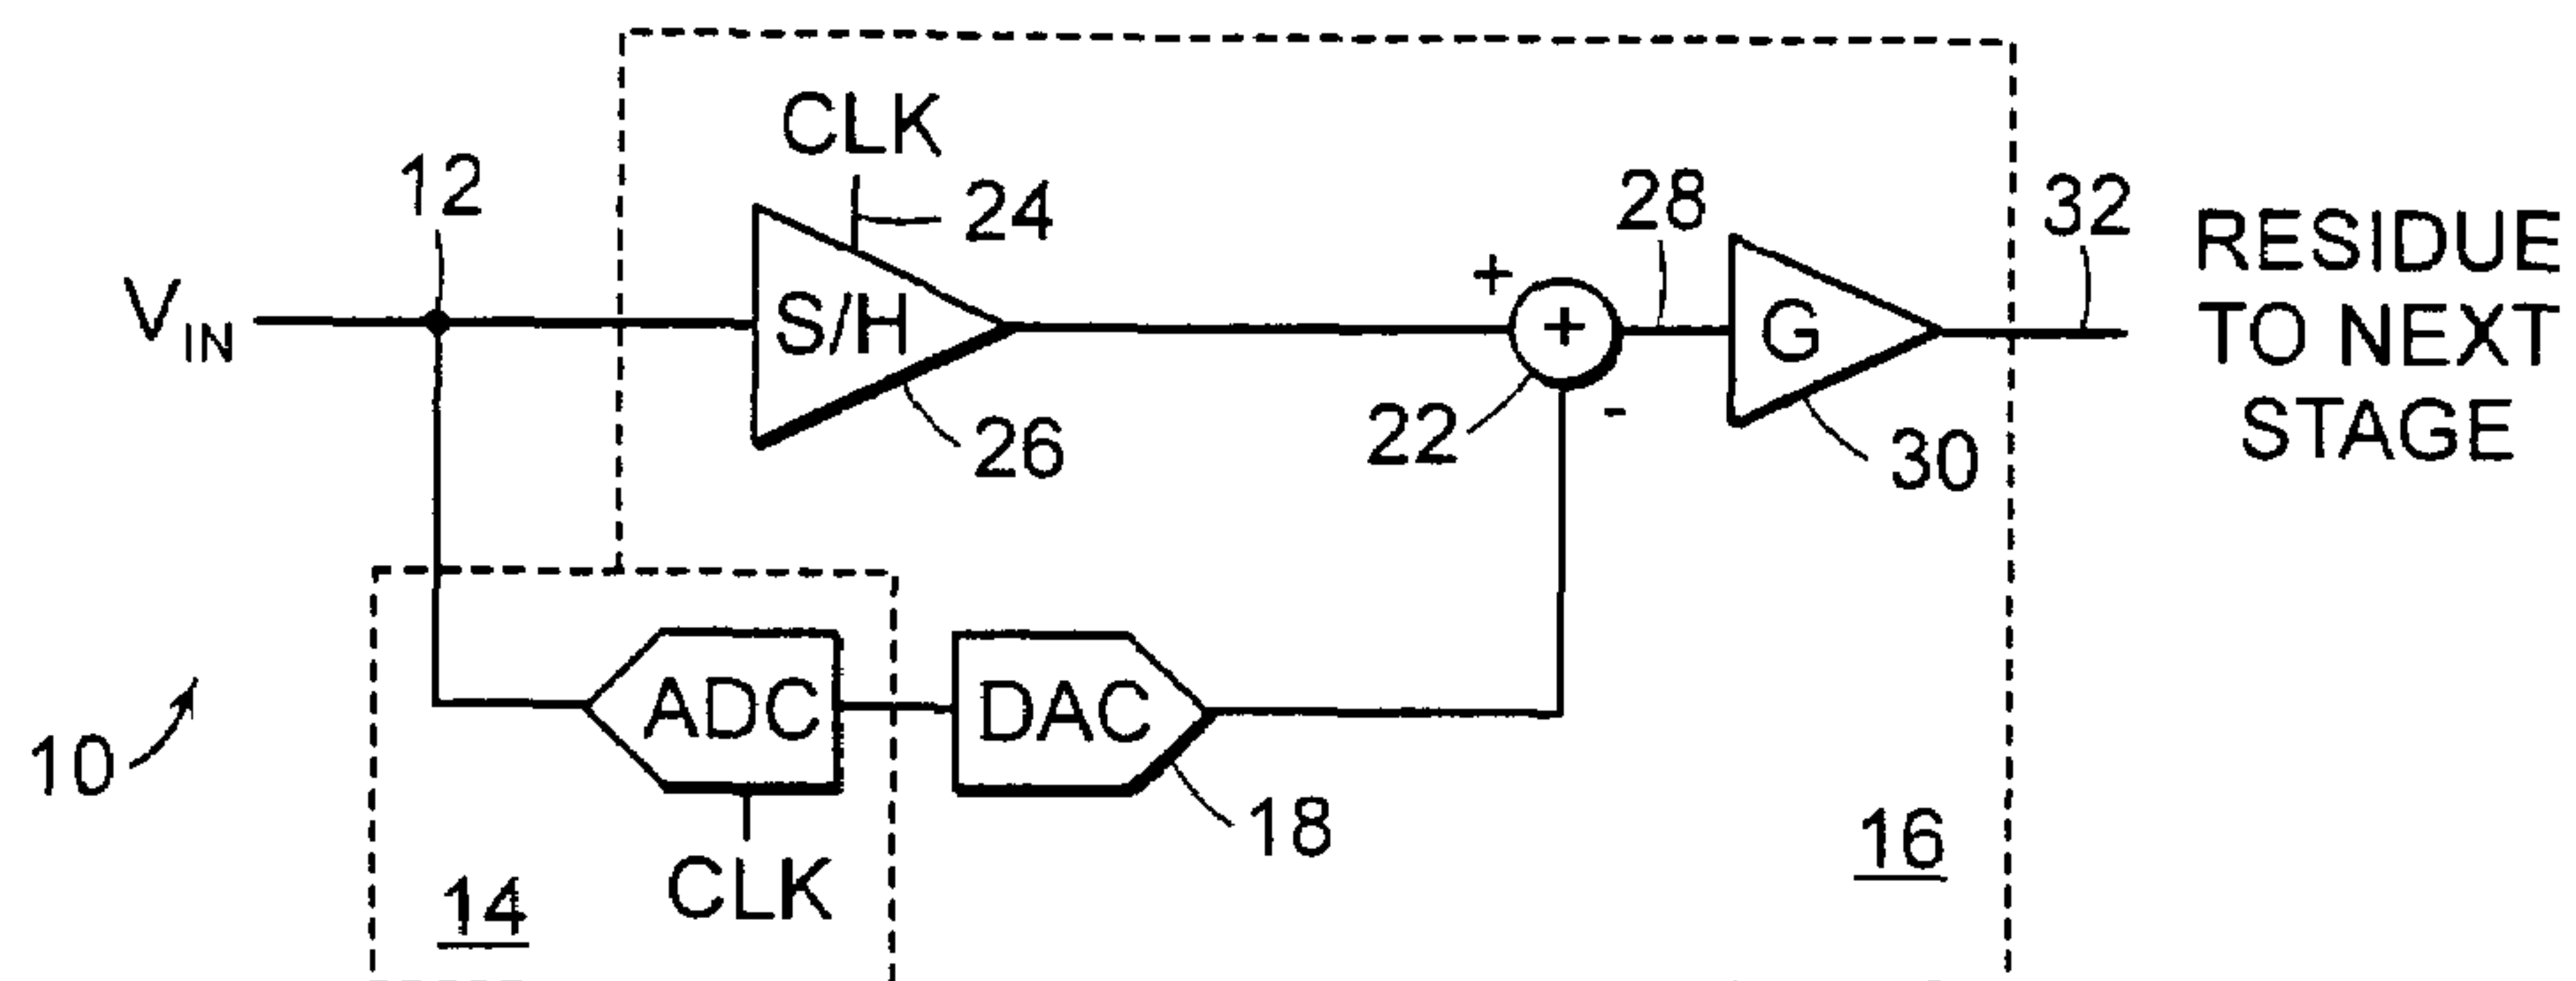 CLK
12
24
28
32
V_IN
S/H
+
+
G
RESIDUE
TO NEXT
STAGE
26
22
-
30
ADC
DAC
10
18
CLK
14
16